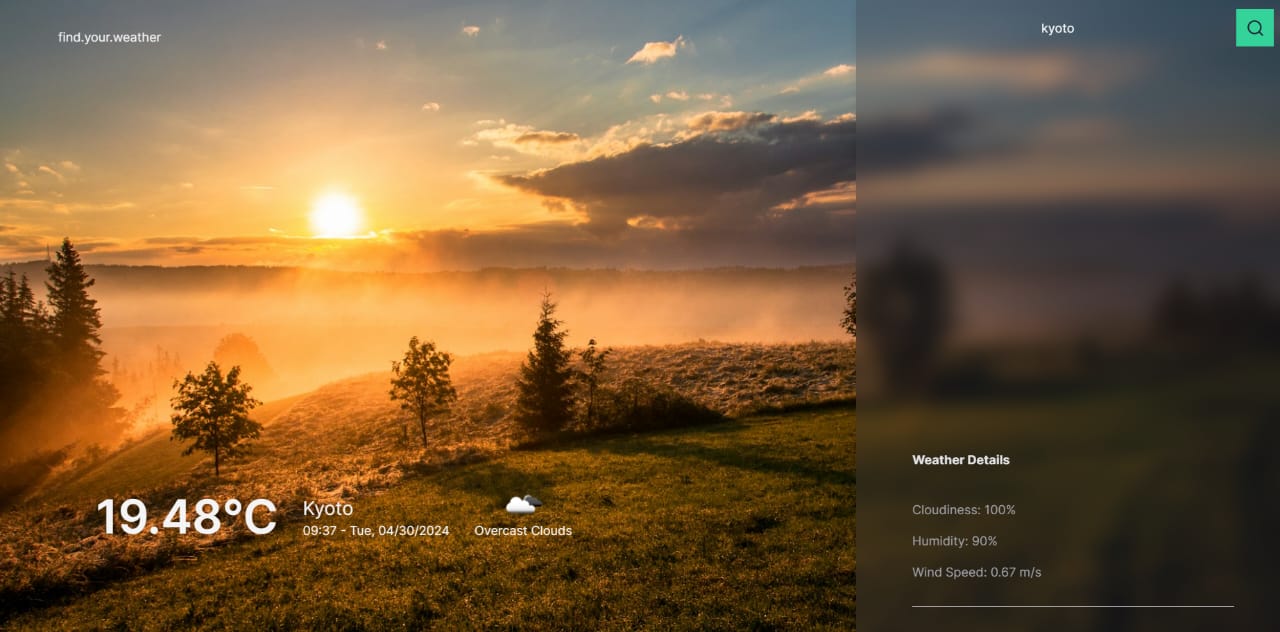 find.your.weather
kyoto
19.48°C
Kyoto
09:37 - Tue, 04/30/2024
Overcast Clouds
Weather Details
Cloudiness: 100%
Humidity: 90%
Wind Speed: 0.67 m/s